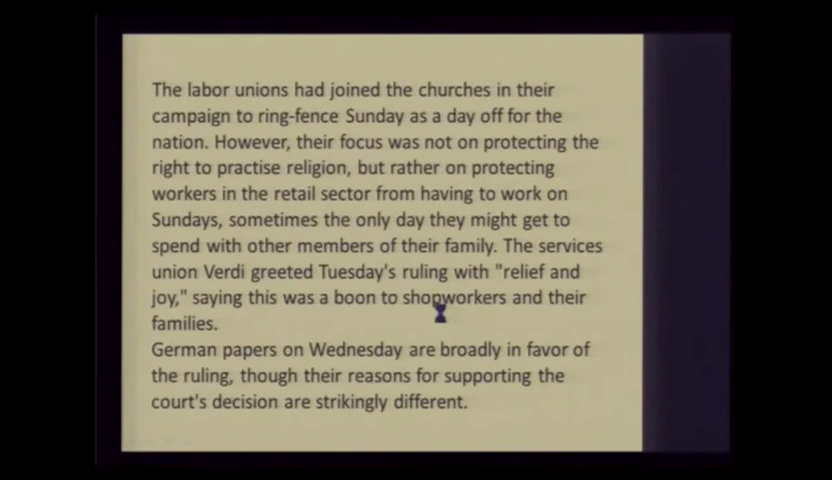 The labor unions had joined the churches in their
campaign to ring-fence Sunday as a day off for the
nation. However, their focus was not on protecting the
right to practise religion, but rather on protecting
workers in the retail sector from having to work on
Sundays, sometimes the only day they might get to
spend with other members of their family. The services
union Verdi greeted Tuesday's ruling with "relief and
joy," saying this was a boon to shopworkers and their
families.
German papers on Wednesday are broadly in favor of
the ruling, though their reasons for supporting the
court's decision are strikingly different.